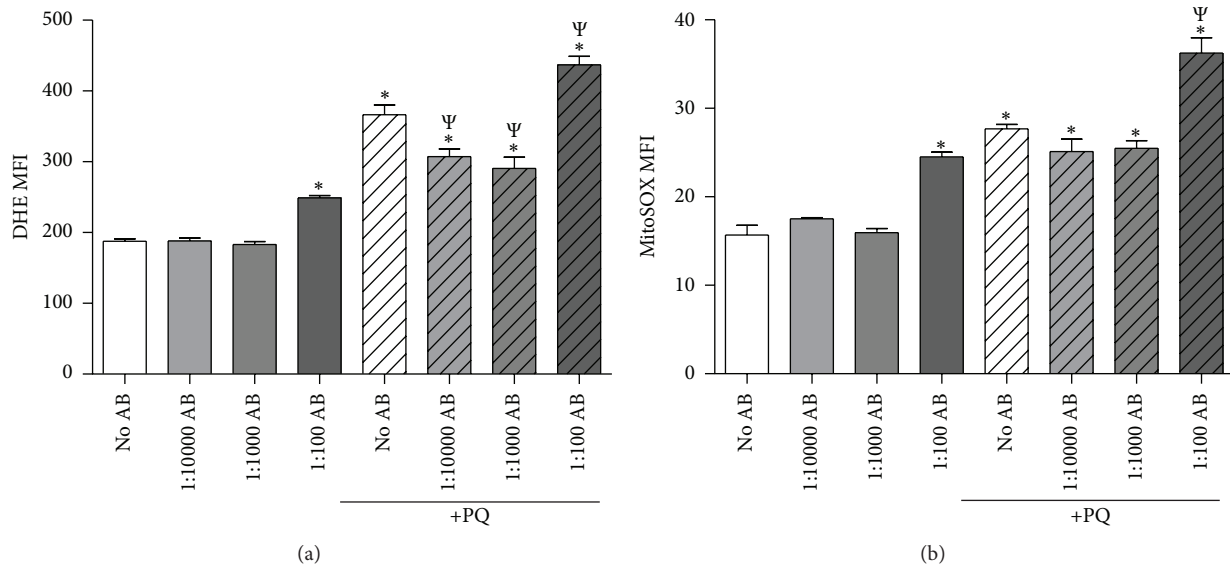 500
400
300
200
100
0
DHE MFI
*
*
Ψ
*
Ψ
*
Ψ
*
No AB
1:10000 AB
1:1000 AB
1:100 AB
No AB
1:10000 AB
1:1000 AB
1:100 AB
+PQ
(a)
40
30
20
10
0
MitoSOX MFI
*
*
*
*
Ψ
*
No AB
1:10000 AB
1:1000 AB
1:100 AB
No AB
1:10000 AB
1:1000 AB
1:100 AB
+PQ
(b)